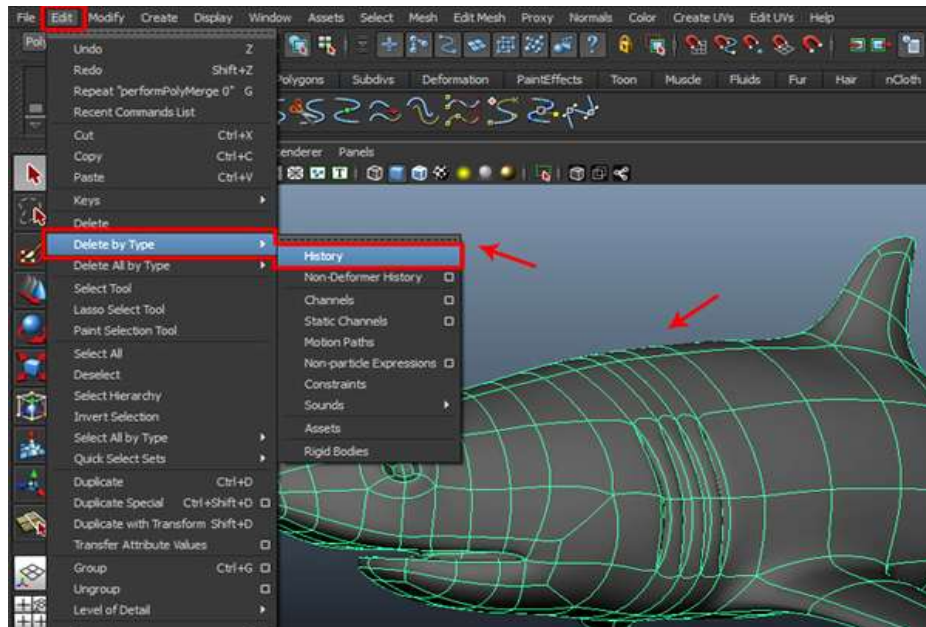 File Edit Modify Create Display Window Assets Select Mesh Edit Mesh Proxy Normals Color Create UVs Edit UVs Help
Undo Z
Redo Shift+Z
Repeat "performPolyMerge 0" G
Recent Commands List
Cut Ctrl+X
Copy Ctrl+C
Paste Ctrl+V
Keys
Delete
Delete by Type
Delete All by Type
Select Tool
Lasso Select Tool
Paint Selection Tool
Select All
Deselect
Select Hierarchy
Invert Selection
Select All by Type
Quick Select Sets
Duplicate Ctrl+D
Duplicate Special Ctrl+Shift+D
Duplicate with Transform Shift+D
Transfer Attribute Values
Group Ctrl+G
Ungroup
Level of Detail
Polygons Subdivs Deformation PaintEffects Toon Muscle Fluids Fur Hair nCloth
enderer Panels
History
Non-Deformer History
Channels
Static Channels
Motion Paths
Non-particle Expressions
Constraints
Sounds
Assets
Rigid Bodies